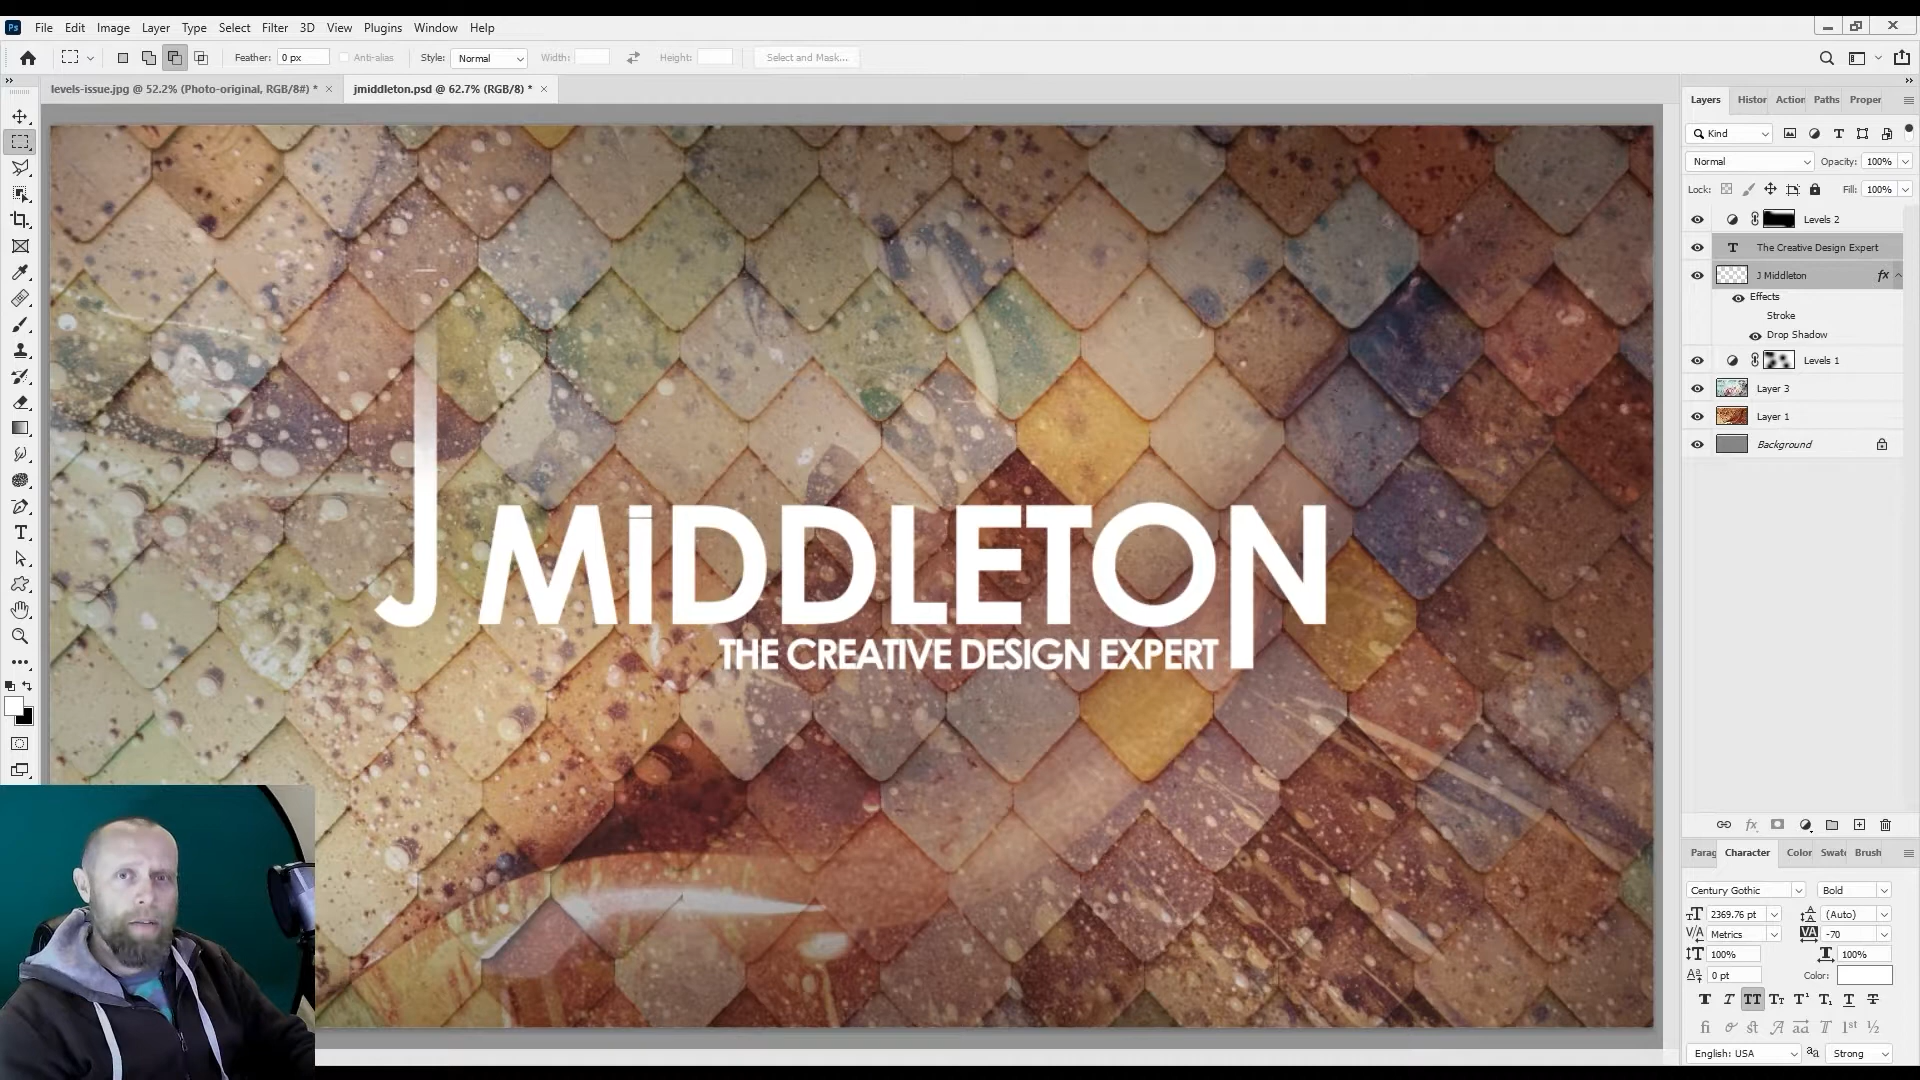 Ps File Edit Image Layer Type Select Filter 3D View Plugins Window Help
Feather: 0 px Anti-alias Style: Normal Width: Height: Select and Mask...
levels-issue.jpg @ 52.2% (Photo-original, RGB/8#) * × jmiddleton.psd @ 62.7% (RGB/8) * ×
Layers Histor Action Paths Proper
Kind
Normal Opacity: 100%
Lock: Fill: 100%
Levels 2
The Creative Design Expert
J Middleton fx
Effects
Stroke
Drop Shadow
Levels 1
Layer 3
Layer 1
Background
J MiDDLETON
THE CREATIVE DESIGN EXPERT
Parag Character Color Swatc Brush
Century Gothic Bold
2369.76 pt (Auto)
Metrics -70
100% 100%
0 pt Color:
English: USA aa Strong